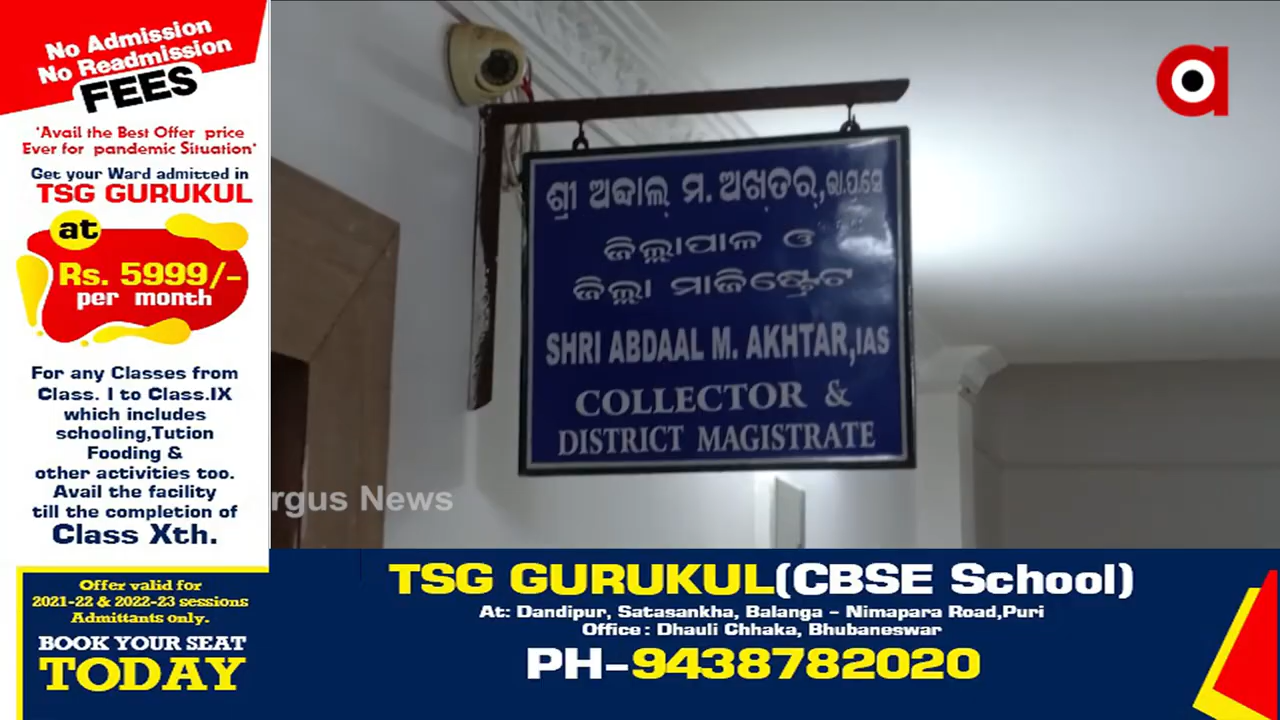 No Admission
No Readmission
FEES
'Avail the Best Offer price
Ever for pandemic Situation'
Get your Ward admitted in
TSG GURUKUL
at
Rs. 5999/-
per month
For any Classes from
Class. I to Class.IX
which includes
schooling,Tution
Fooding &
other activities too.
Avail the facility
till the completion of
Class Xth.
Offer valid for
2021-22 & 2022-23 sessions
Admittants only.
BOOK YOUR SEAT
TODAY
ଶ୍ରୀ ଅବ୍ଦାଲ୍ ମ. ଅଖତର୍,ଭା.ପ୍ର.ସେ
ଜିଲ୍ଲାପାଳ ଓ
ଜିଲ୍ଲା ମାଜିଷ୍ଟ୍ରେଟ
SHRI ABDAAL M. AKHTAR,IAS
COLLECTOR &
DISTRICT MAGISTRATE
rgus News
TSG GURUKUL(CBSE School)
At: Dandipur, Satasankha, Balanga - Nimapara Road,Puri
Office : Dhauli Chhaka, Bhubaneswar
PH-9438782020